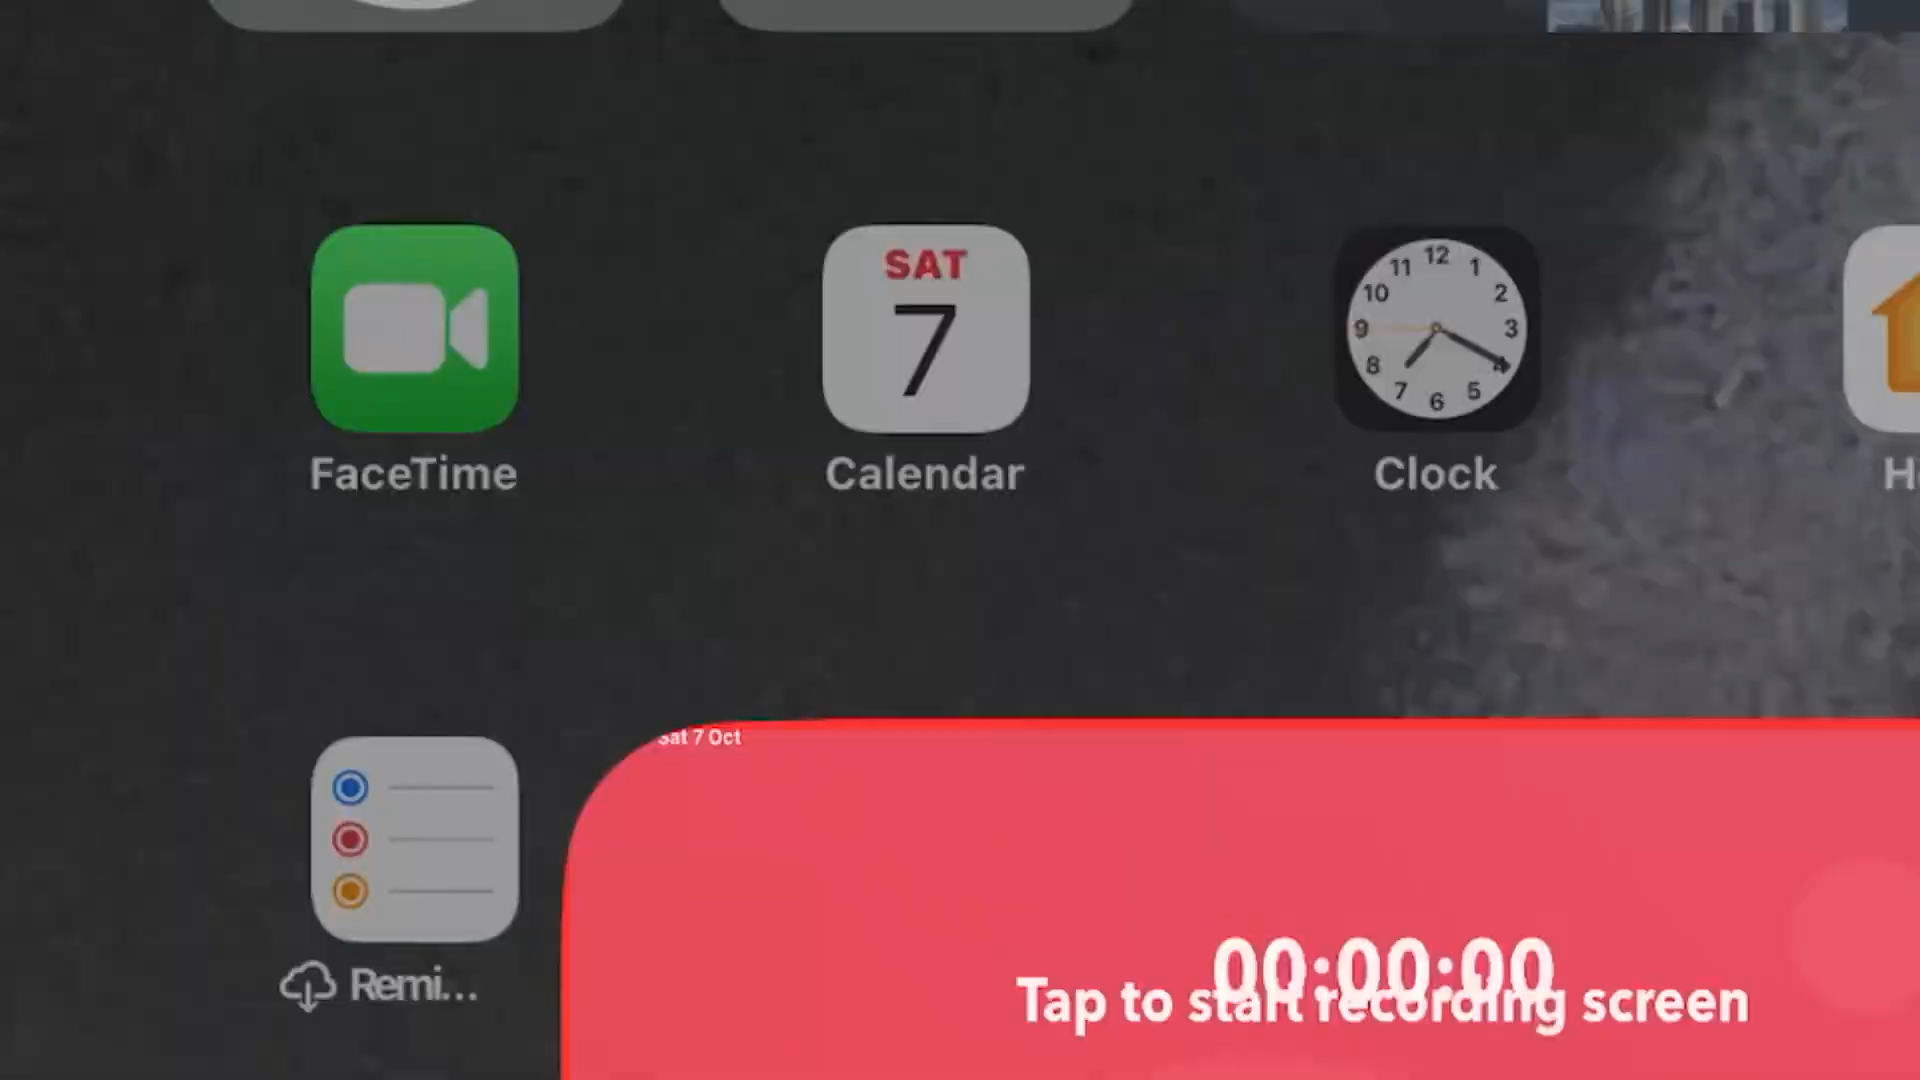 SAT
7
12
11
1
10
2
9
3
8
4
7
5
6
FaceTime
Calendar
Clock
Sat 7 Oct
Remi...
00:00:00
Tap to start recording screen